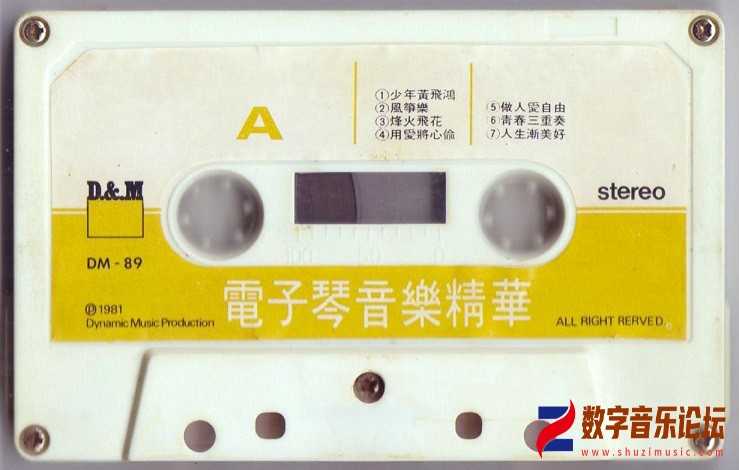 A
①少年黃飛鴻
②風箏樂
③烽火飛花
④用愛將心偷
⑤做人愛自由
⑥青春三重奏
⑦人生漸美好
D.&M
stereo
DM-89
100 50 0
電子琴音樂精華
℗1981
Dynamic Music Production
ALL RIGHT RERVED.
数字音乐论坛
www.shuzimusic.com